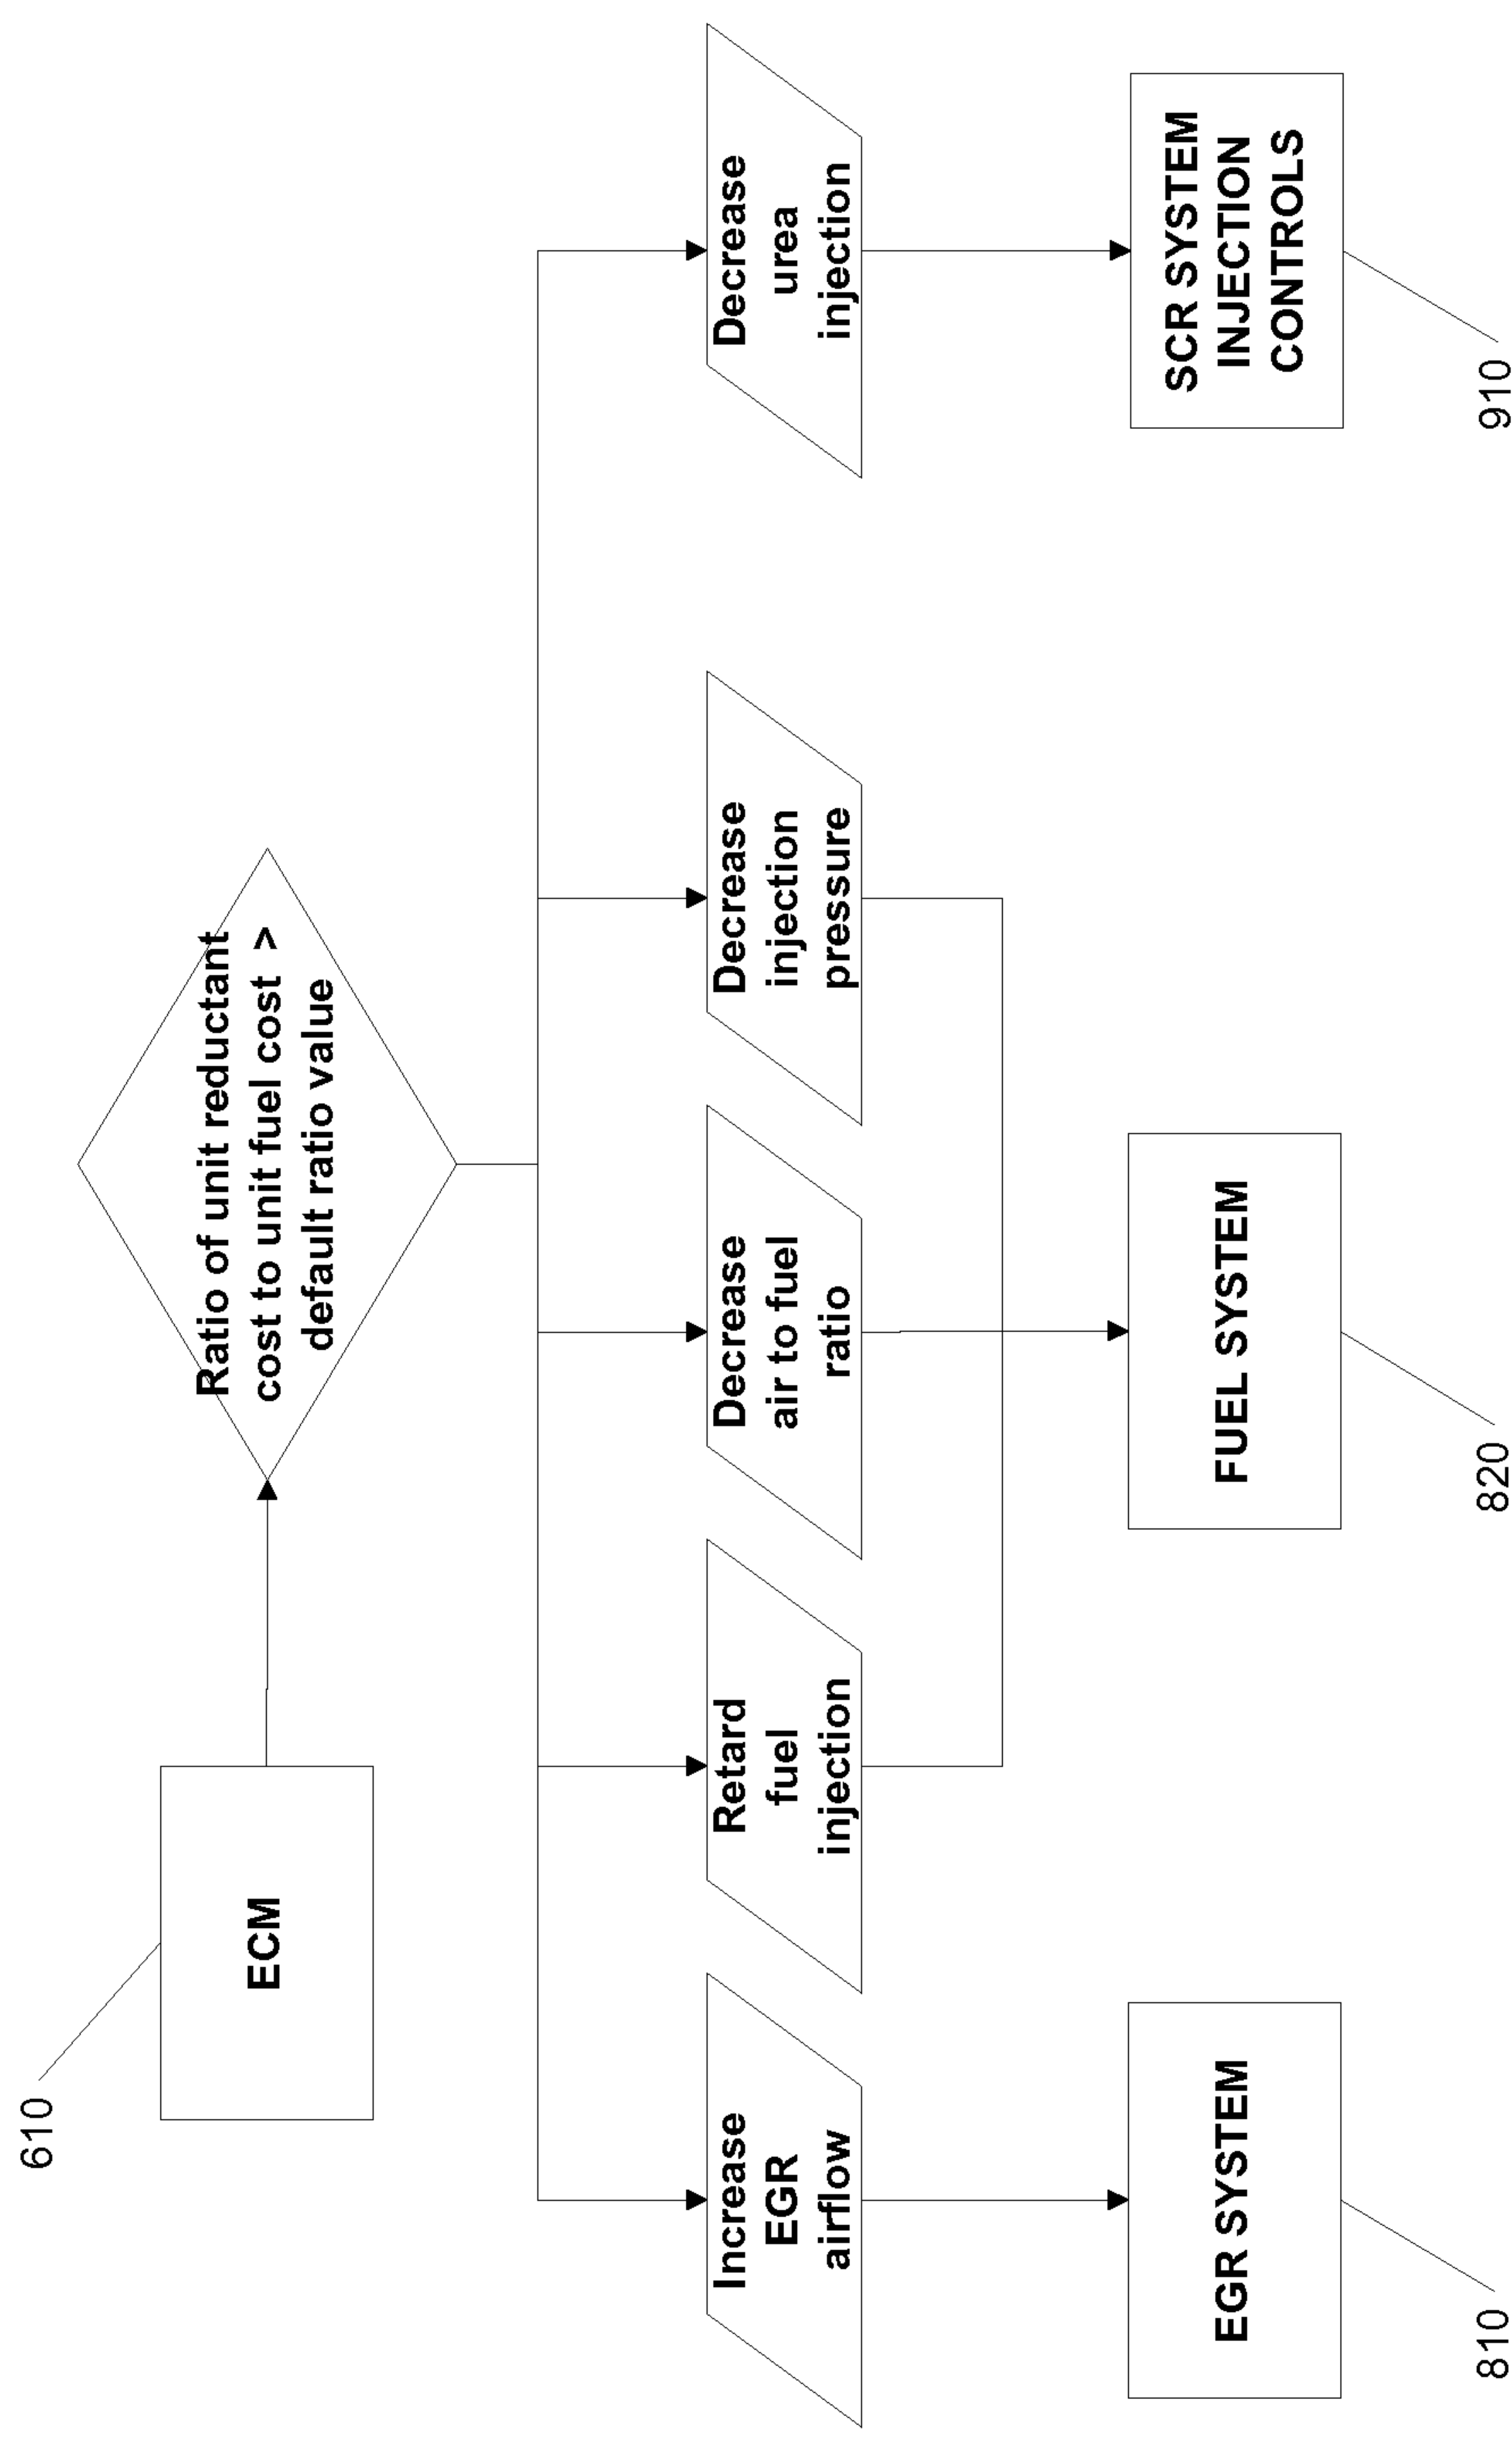 610
ECM
Ratio of unit reductant
cost to unit fuel cost >
default ratio value
Increase
EGR
airflow
Retard
fuel
injection
Decrease
air to fuel
ratio
Decrease
injection
pressure
Decrease
urea
injection
EGR SYSTEM
FUEL SYSTEM
SCR SYSTEM
INJECTION
CONTROLS
810
820
910